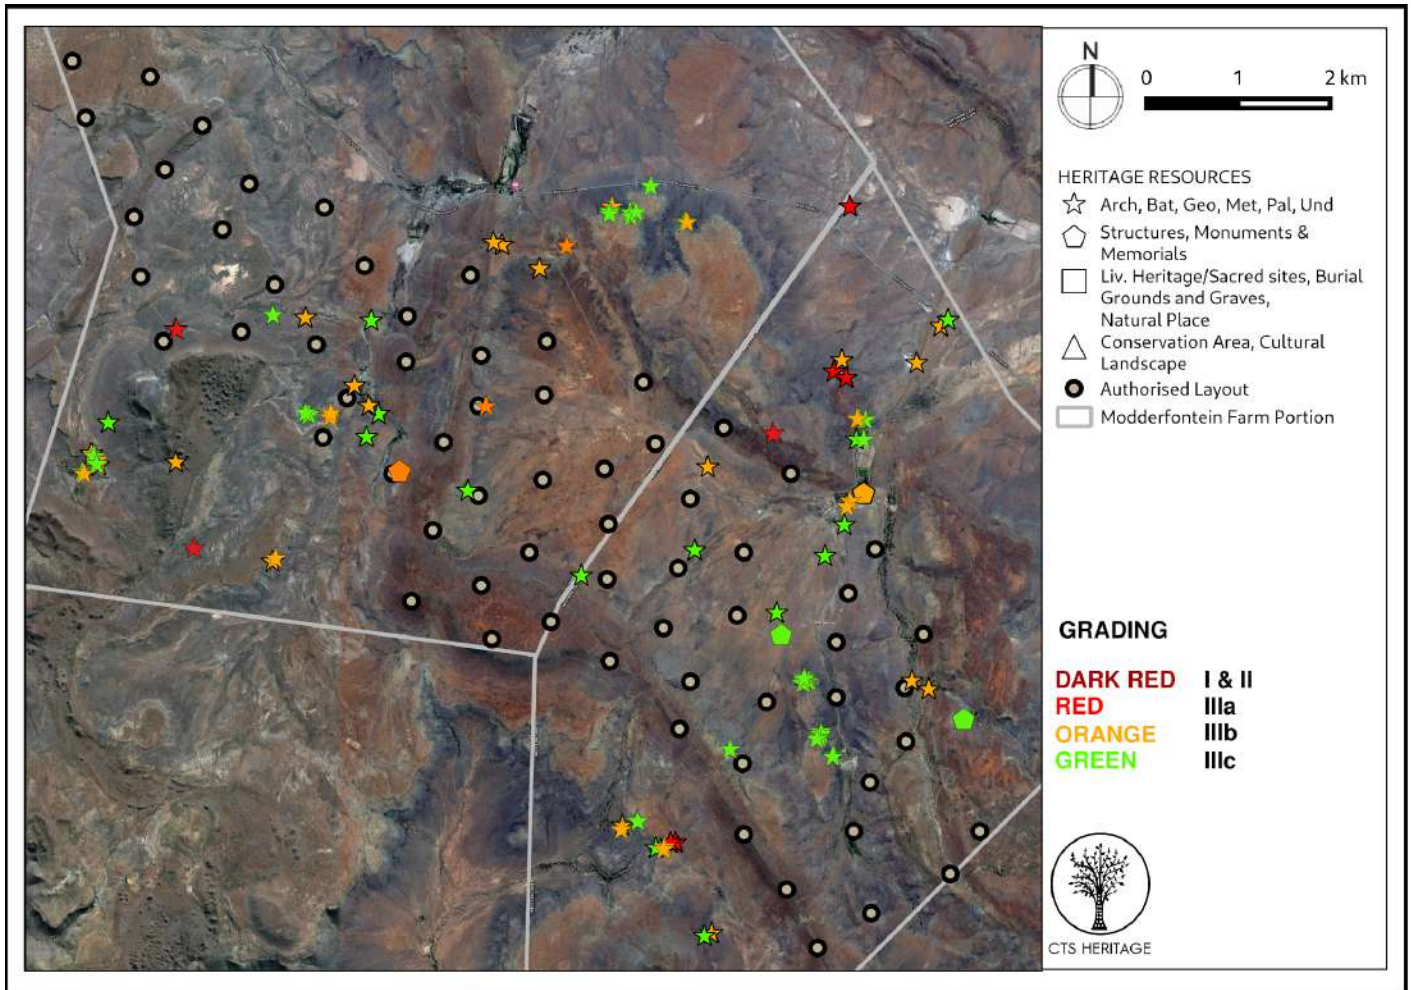 N
0 1 2 km
HERITAGE RESOURCES
Arch, Bat, Geo, Met, Pal, Und
Structures, Monuments &
Memorials
Liv. Heritage/Sacred sites, Burial
Grounds and Graves,
Natural Place
Conservation Area, Cultural
Landscape
Authorised Layout
Modderfontein Farm Portion
GRADING
DARK RED I & II
RED IIIa
ORANGE IIIb
GREEN IIIc
CTS HERITAGE